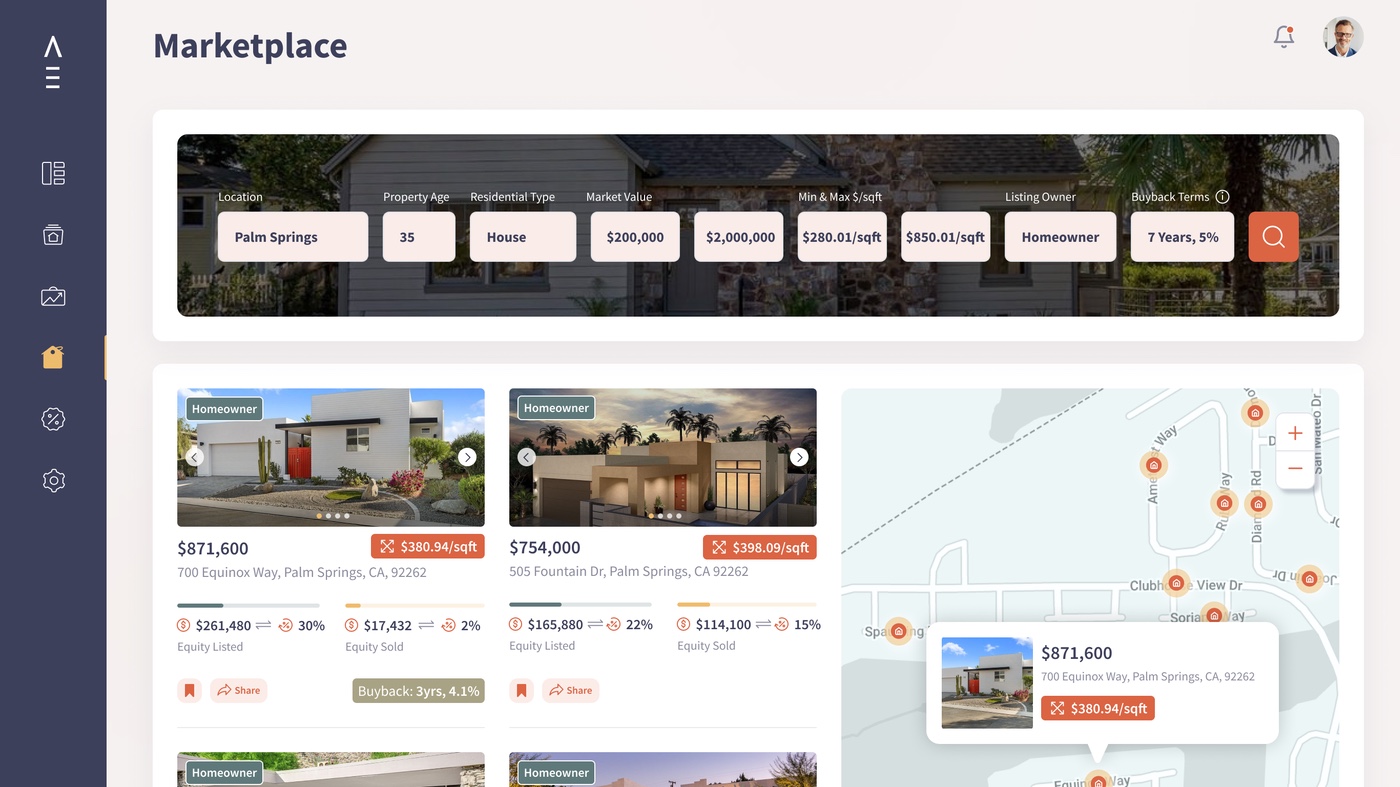 Marketplace
Location
Property Age
Residential Type
Market Value
Min & Max $/sqft
Listing Owner
Buyback Terms
Palm Springs
35
House
$200,000
$2,000,000
$280.01/sqft
$850.01/sqft
Homeowner
7 Years, 5%
Homeowner
$871,600
$380.94/sqft
700 Equinox Way, Palm Springs, CA, 92262
$261,480
30%
$17,432
2%
Equity Listed
Equity Sold
Share
Buyback: 3yrs, 4.1%
Homeowner
$754,000
$398.09/sqft
505 Fountain Dr, Palm Springs, CA 92262
$165,880
22%
$114,100
15%
Equity Listed
Equity Sold
Share
Homeowner
Homeowner
San Mateo Dr
Way
Way
Rd
View Dr
Way
$871,600
700 Equinox Way, Palm Springs, CA, 92262
$380.94/sqft
Way